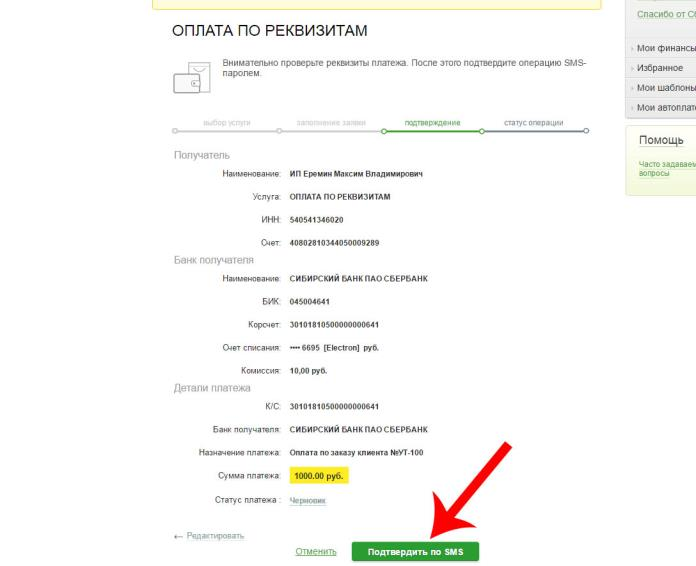 ОПЛАТА ПО РЕКВИЗИТАМ
Спасибо от Сб
Внимательно проверьте реквизиты платежа. После этого подтвердите операцию SMS-
паролем.
Мои финансы
Избранное
Мои шаблоны
Мои автоплат
Помощь
Часто задаваем
вопросы
выбор услуги заполнение заявки подтверждение статус операции
Получатель
Наименование: ИП Еремин Максим Владимирович
Услуга: ОПЛАТА ПО РЕКВИЗИТАМ
ИНН: 540541346020
Счет: 40802810344050009289
Банк получателя
Наименование: СИБИРСКИЙ БАНК ПАО СБЕРБАНК
БИК: 045004641
Корсчет: 30101810500000000641
Счет списания: •••• 6695 [Electron] руб.
Комиссия: 10,00 руб.
Детали платежа
К/С: 30101810500000000641
Банк получателя: СИБИРСКИЙ БАНК ПАО СБЕРБАНК
Назначение платежа: Оплата по заказу клиента №УТ-100
Сумма платежа: 1000.00 руб.
Статус платежа : Черновик
← Редактировать
Отменить Подтвердить по SMS